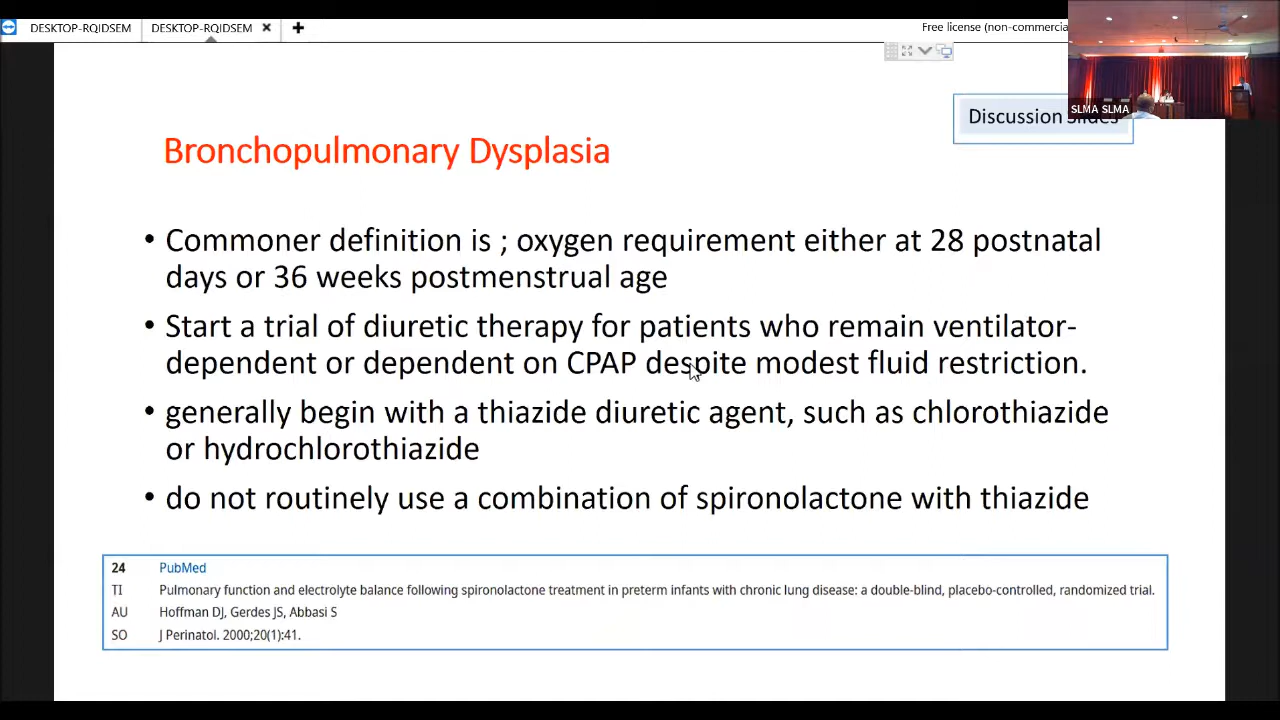 DESKTOP-RQIDSEM
DESKTOP-RQIDSEM
Free license (non-commercia
SLMA SLMA
Discussion Slides
Bronchopulmonary Dysplasia
• Commoner definition is ; oxygen requirement either at 28 postnatal
days or 36 weeks postmenstrual age
• Start a trial of diuretic therapy for patients who remain ventilator-
dependent or dependent on CPAP despite modest fluid restriction.
• generally begin with a thiazide diuretic agent, such as chlorothiazide
or hydrochlorothiazide
• do not routinely use a combination of spironolactone with thiazide
24 PubMed
TI Pulmonary function and electrolyte balance following spironolactone treatment in preterm infants with chronic lung disease: a double-blind, placebo-controlled, randomized trial.
AU Hoffman DJ, Gerdes JS, Abbasi S
SO J Perinatol. 2000;20(1):41.